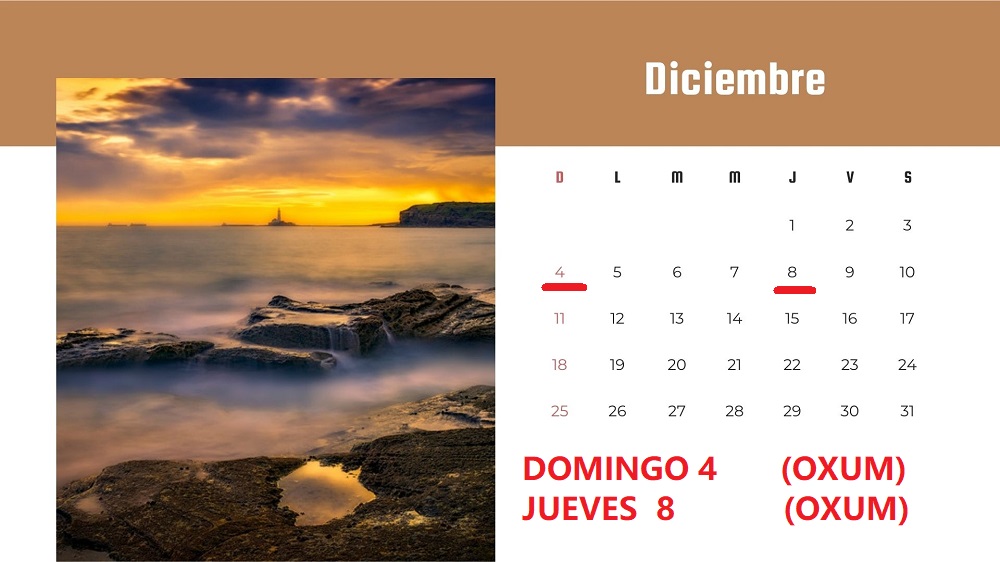 Diciembre
D L M M J V S
1 2 3
4 5 6 7 8 9 10
11 12 13 14 15 16 17
18 19 20 21 22 23 24
25 26 27 28 29 30 31
DOMINGO 4 (OXUM)
JUEVES 8 (OXUM)